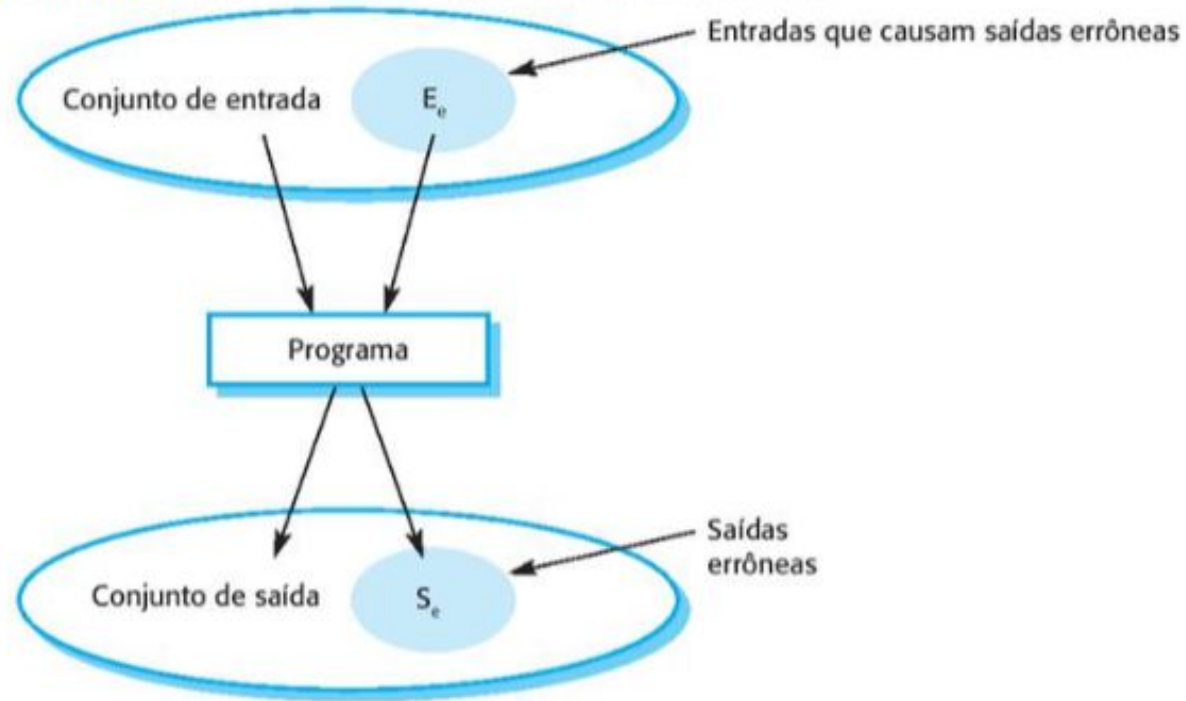 Entradas que causam saídas errôneas
Conjunto de entrada
Eₑ
Programa
Saídas
errôneas
Conjunto de saída
Sₑ